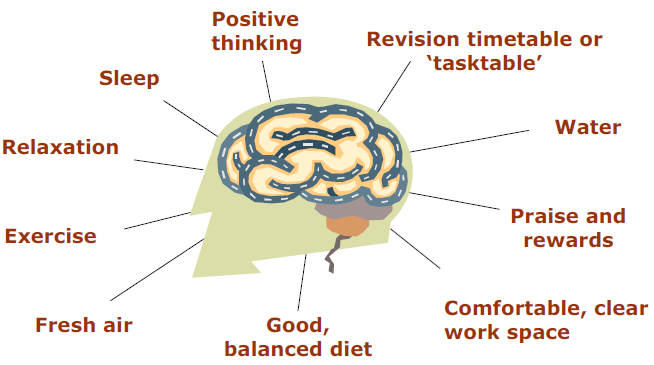 Positive
thinking
Revision timetable or
‘tasktable’
Sleep
Water
Relaxation
Praise and
rewards
Exercise
Comfortable, clear
work space
Fresh air
Good,
balanced diet